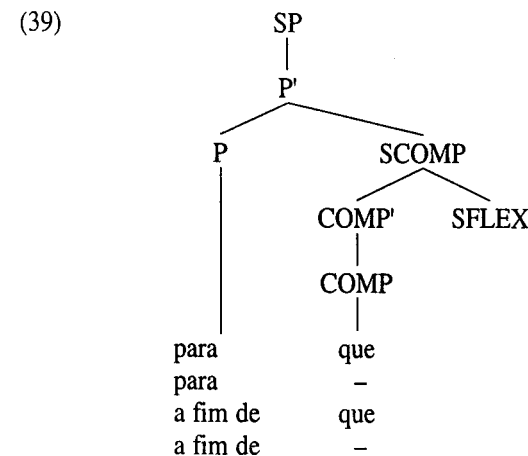 (39) SP
P'
P SCOMP
COMP' SFLEX
COMP
para que
para –
a fim de que
a fim de –